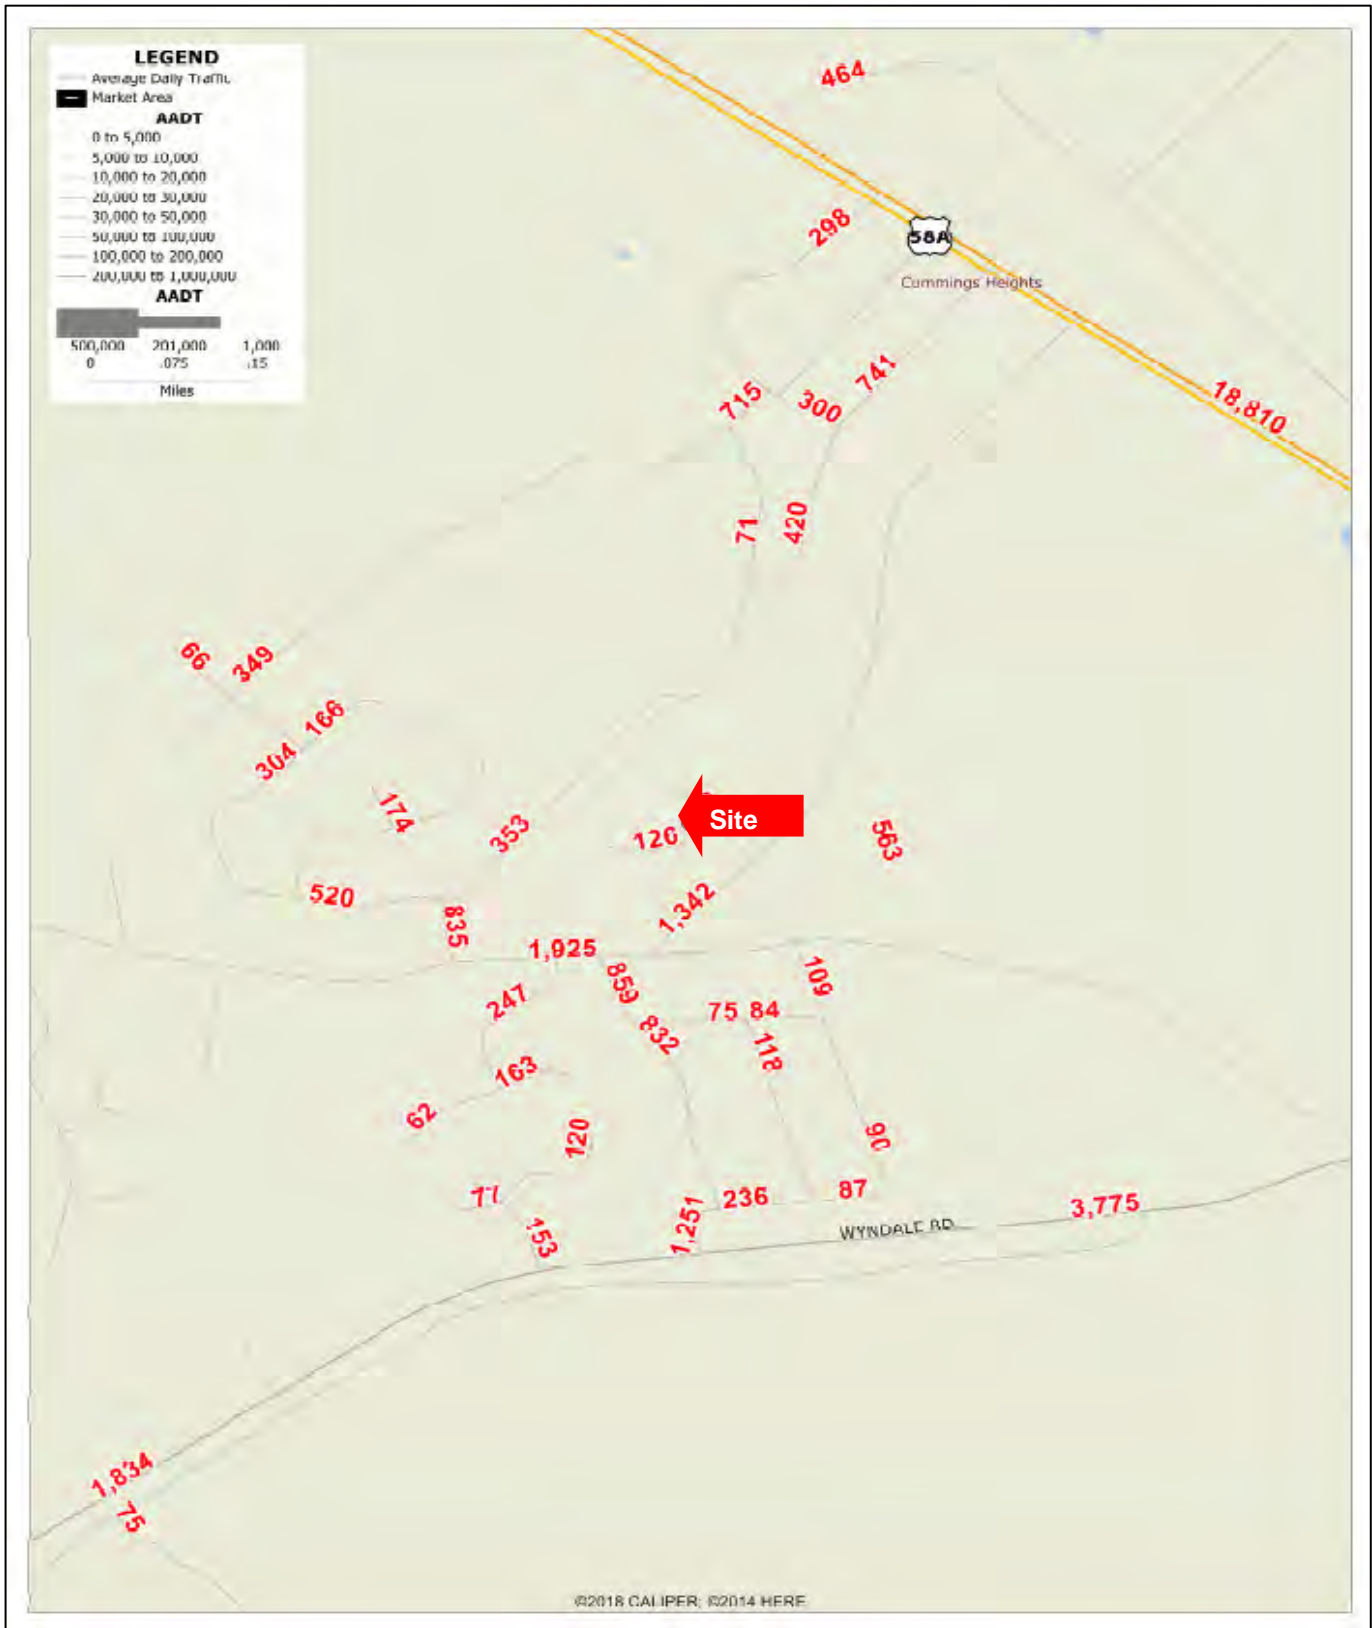 LEGEND
Average Daily Traffic
Market Area
AADT
0 to 5,000
5,000 to 10,000
10,000 to 20,000
20,000 to 30,000
30,000 to 50,000
50,000 to 100,000
100,000 to 200,000
200,000 to 1,000,000
AADT
500,000 201,000 1,000
0 .075 .15
Miles
464
298
58A
Cummings Heights
741
715
300
18,810
71
420
66
349
166
304
174
353
120
Site
563
520
1,342
835
1,925
859
109
247
75 84
832
118
163
62
120
90
77
236
87
1,251
3,775
153
WYNDALE RD
1,834
75
©2018 CALIPER; ©2014 HERE